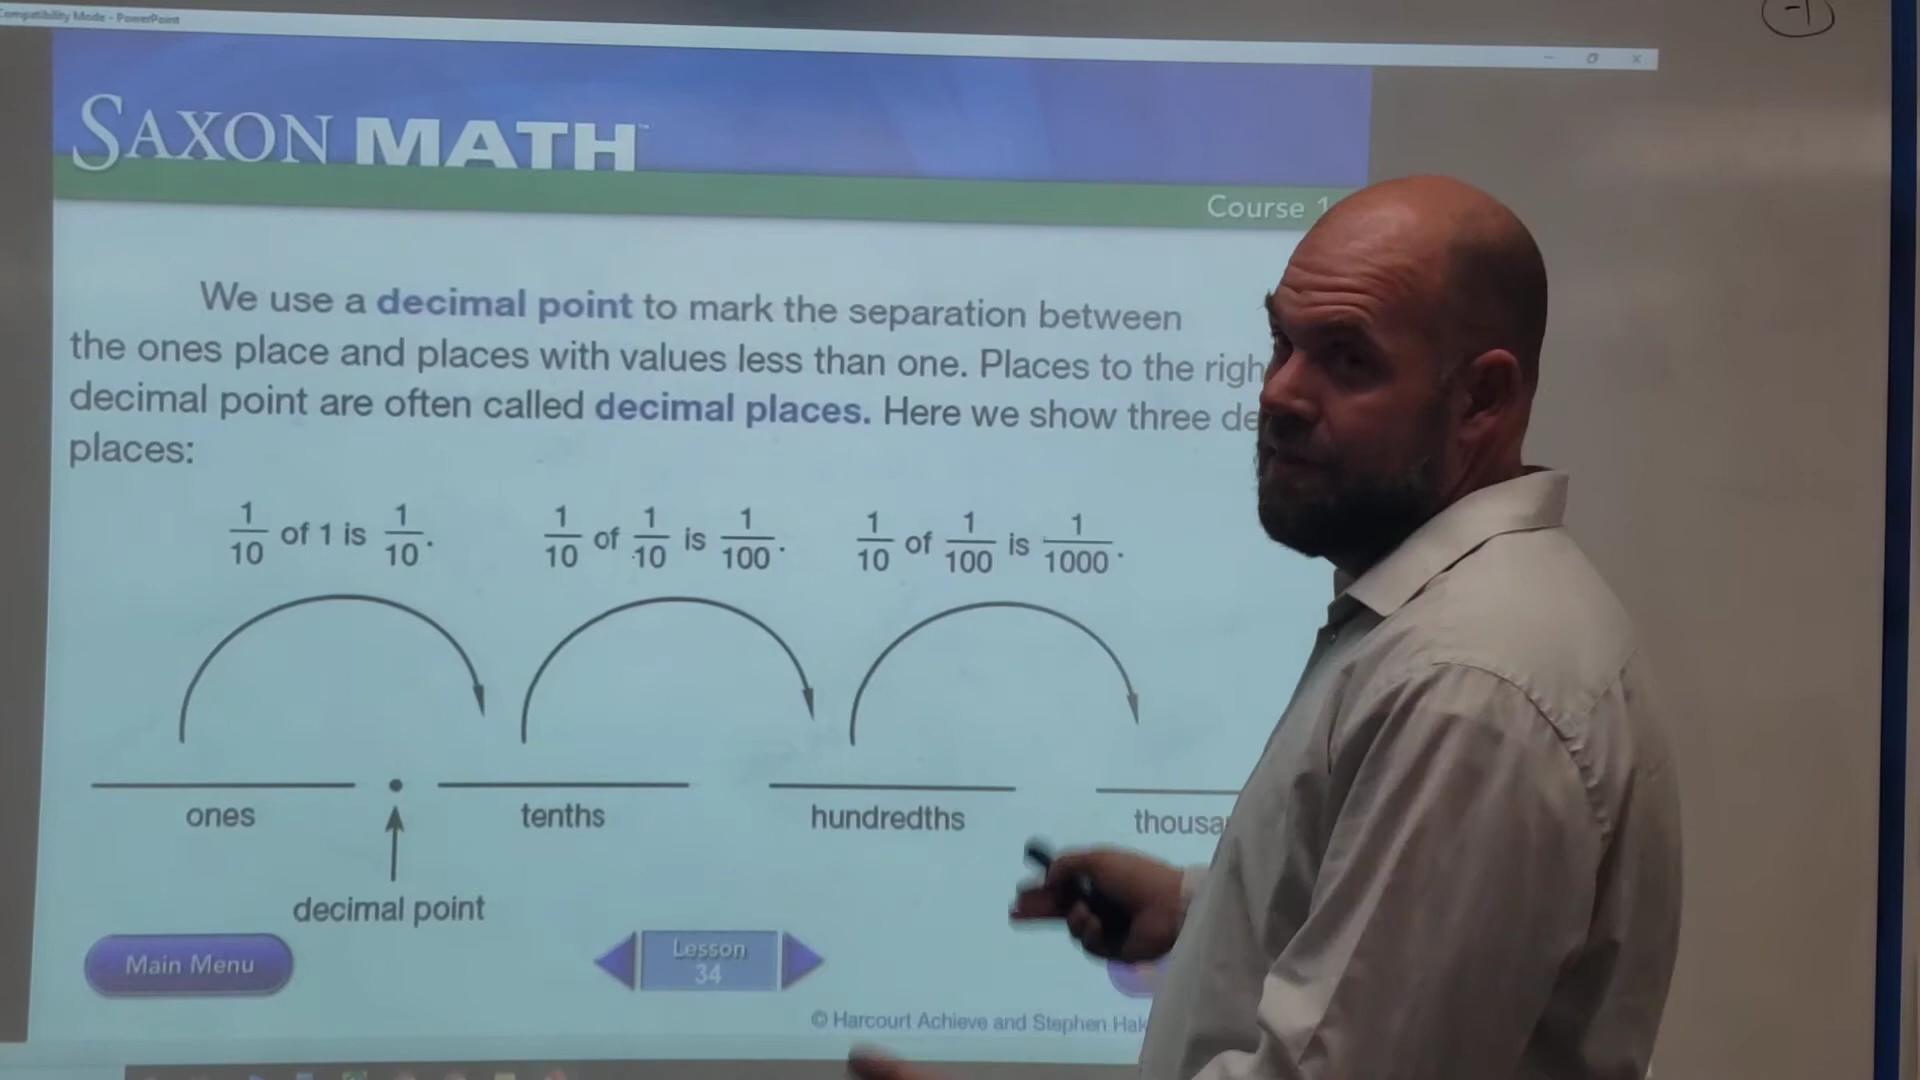 Compatibility Mode - PowerPoint
-1
SAXON MATH™
Course 1
We use a decimal point to mark the separation between
the ones place and places with values less than one. Places to the righ
decimal point are often called decimal places. Here we show three de
places:
1/10 of 1 is 1/10. 1/10 of 1/10 is 1/100. 1/10 of 1/100 is 1/1000.
ones tenths hundredths thousa
decimal point
Main Menu
Lesson
34
© Harcourt Achieve and Stephen Hak